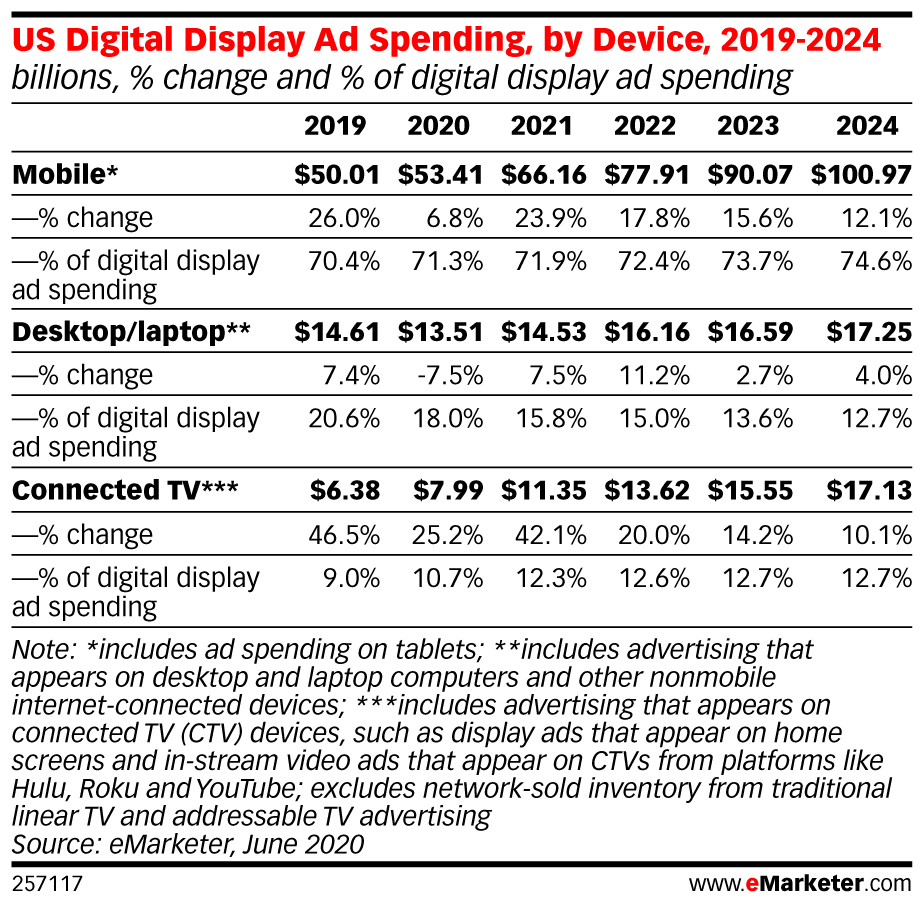 US Digital Display Ad Spending, by Device, 2019-2024
billions, % change and % of digital display ad spending
2019 2020 2021 2022 2023 2024
Mobile* $50.01 $53.41 $66.16 $77.91 $90.07 $100.97
—% change 26.0% 6.8% 23.9% 17.8% 15.6% 12.1%
—% of digital display 70.4% 71.3% 71.9% 72.4% 73.7% 74.6%
ad spending
Desktop/laptop** $14.61 $13.51 $14.53 $16.16 $16.59 $17.25
—% change 7.4% -7.5% 7.5% 11.2% 2.7% 4.0%
—% of digital display 20.6% 18.0% 15.8% 15.0% 13.6% 12.7%
ad spending
Connected TV*** $6.38 $7.99 $11.35 $13.62 $15.55 $17.13
—% change 46.5% 25.2% 42.1% 20.0% 14.2% 10.1%
—% of digital display 9.0% 10.7% 12.3% 12.6% 12.7% 12.7%
ad spending
Note: *includes ad spending on tablets; **includes advertising that
appears on desktop and laptop computers and other nonmobile
internet-connected devices; ***includes advertising that appears on
connected TV (CTV) devices, such as display ads that appear on home
screens and in-stream video ads that appear on CTVs from platforms like
Hulu, Roku and YouTube; excludes network-sold inventory from traditional
linear TV and addressable TV advertising
Source: eMarketer, June 2020
257117 www.eMarketer.com